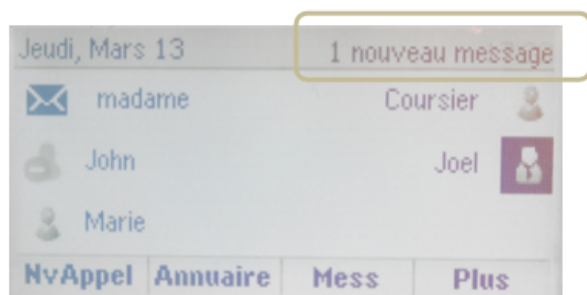 Jeudi, Mars 13 1 nouveau message
madame Coursier
John Joel
Marie
NvAppel Annuaire Mess Plus